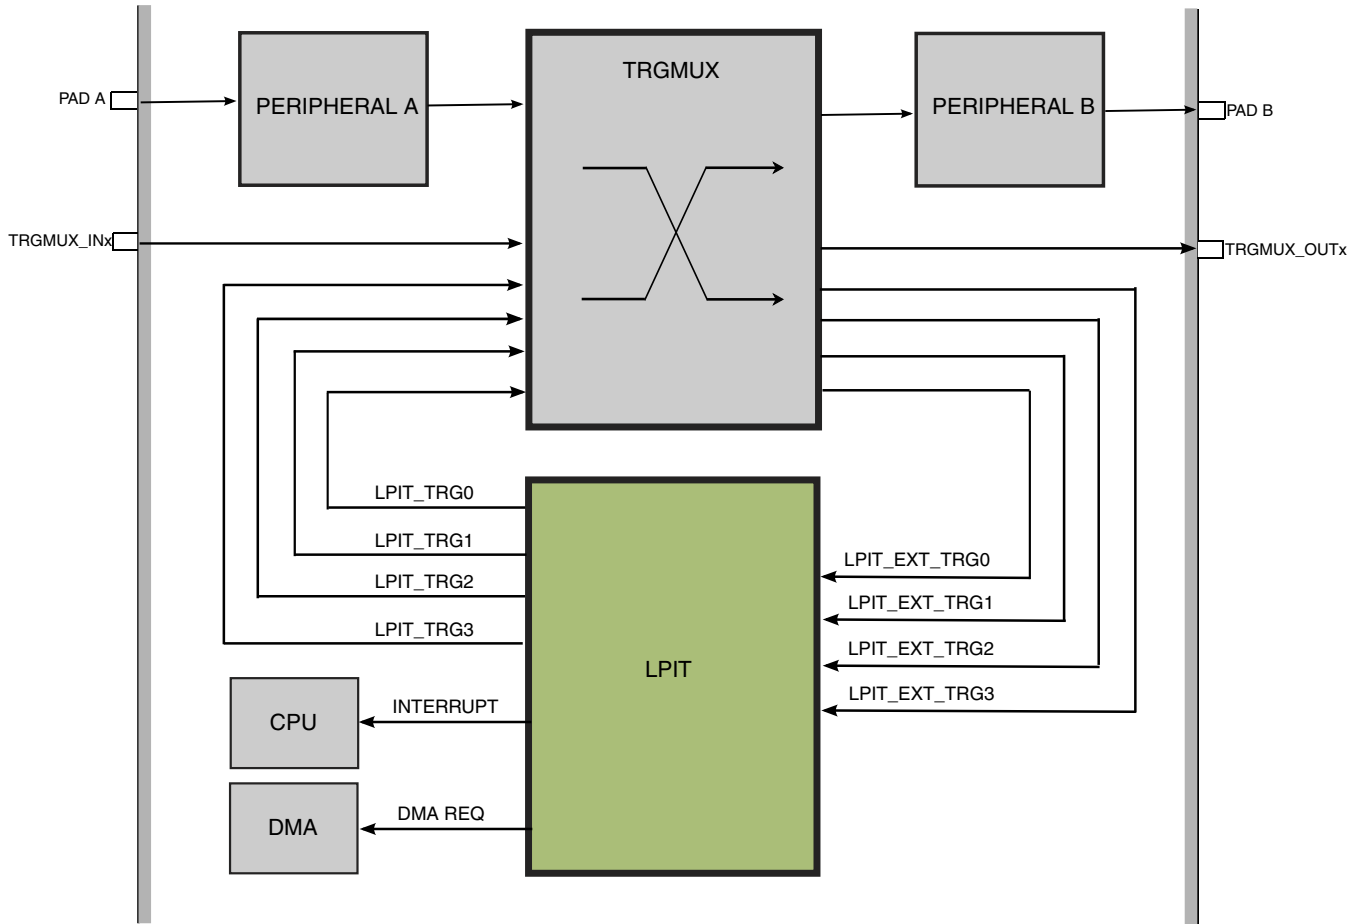 TRGMUX
PAD A
PERIPHERAL A
PERIPHERAL B
PAD B
TRGMUX_INx
TRGMUX_OUTx
LPIT_TRG0
LPIT_TRG1
LPIT_TRG2
LPIT_TRG3
LPIT_EXT_TRG0
LPIT_EXT_TRG1
LPIT_EXT_TRG2
LPIT_EXT_TRG3
LPIT
CPU
INTERRUPT
DMA
DMA REQ